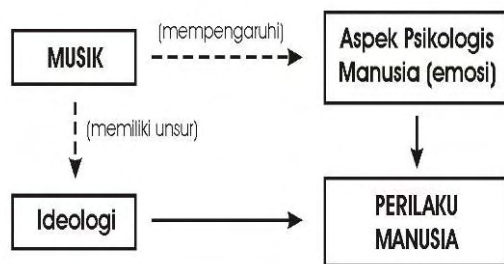 MUSIK
(mempengaruhi)
Aspek Psikologis
Manusia (emosi)
(memiliki unsur)
Ideologi
PERILAKU
MANUSIA